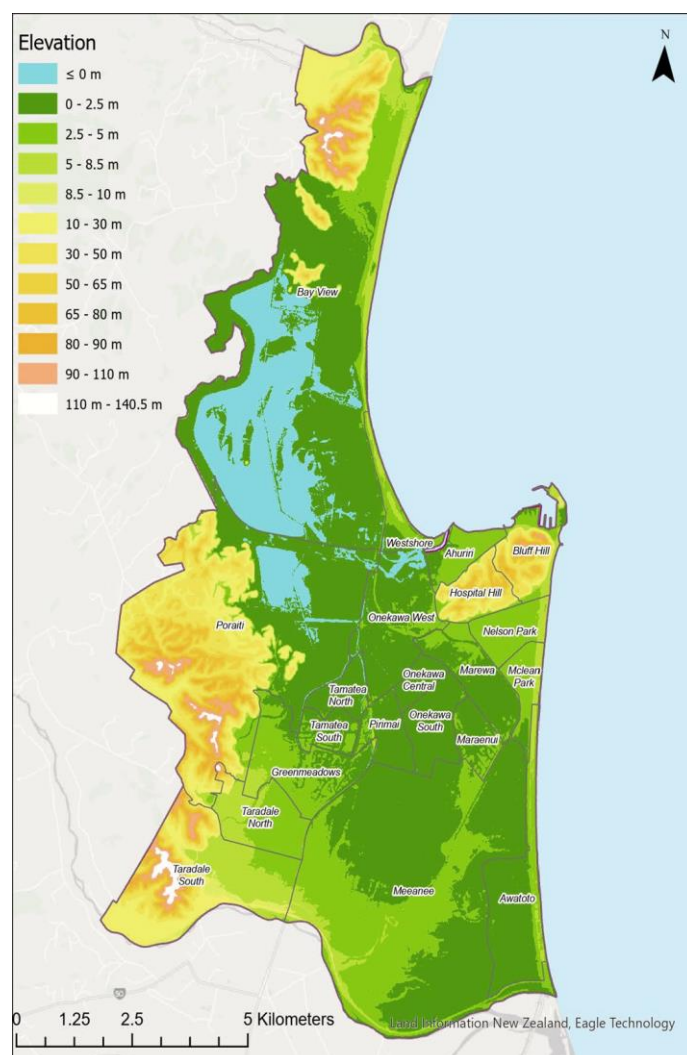 Elevation
≤ 0 m
0 - 2.5 m
2.5 - 5 m
5 - 8.5 m
8.5 - 10 m
10 - 30 m
30 - 50 m
50 - 65 m
65 - 80 m
80 - 90 m
90 - 110 m
110 m - 140.5 m
N
Bay View
Westshore
Ahuriri
Bluff Hill
Hospital Hill
Onekawa West
Nelson Park
Poraiti
Onekawa
Central
Marewa
Mclean
Park
Tamatea
North
Tamatea
South
Pirimai
Onekawa
South
Maraenui
Greenmeadows
Taradale
North
Taradale
South
Meeanee
Awatoto
0 1.25 2.5 5 Kilometers
Land Information New Zealand, Eagle Technology